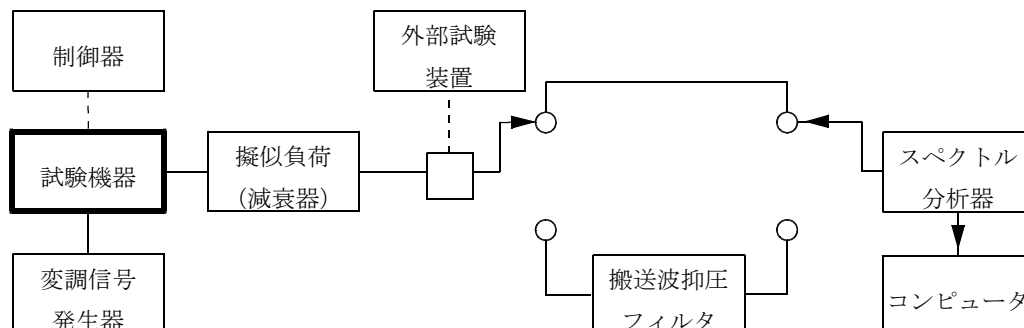 制御器
外部試験
装置
試験機器
擬似負荷
（減衰器）
スペクトル
分析器
変調信号
発生器
搬送波抑圧
フィルタ
コンピュータ